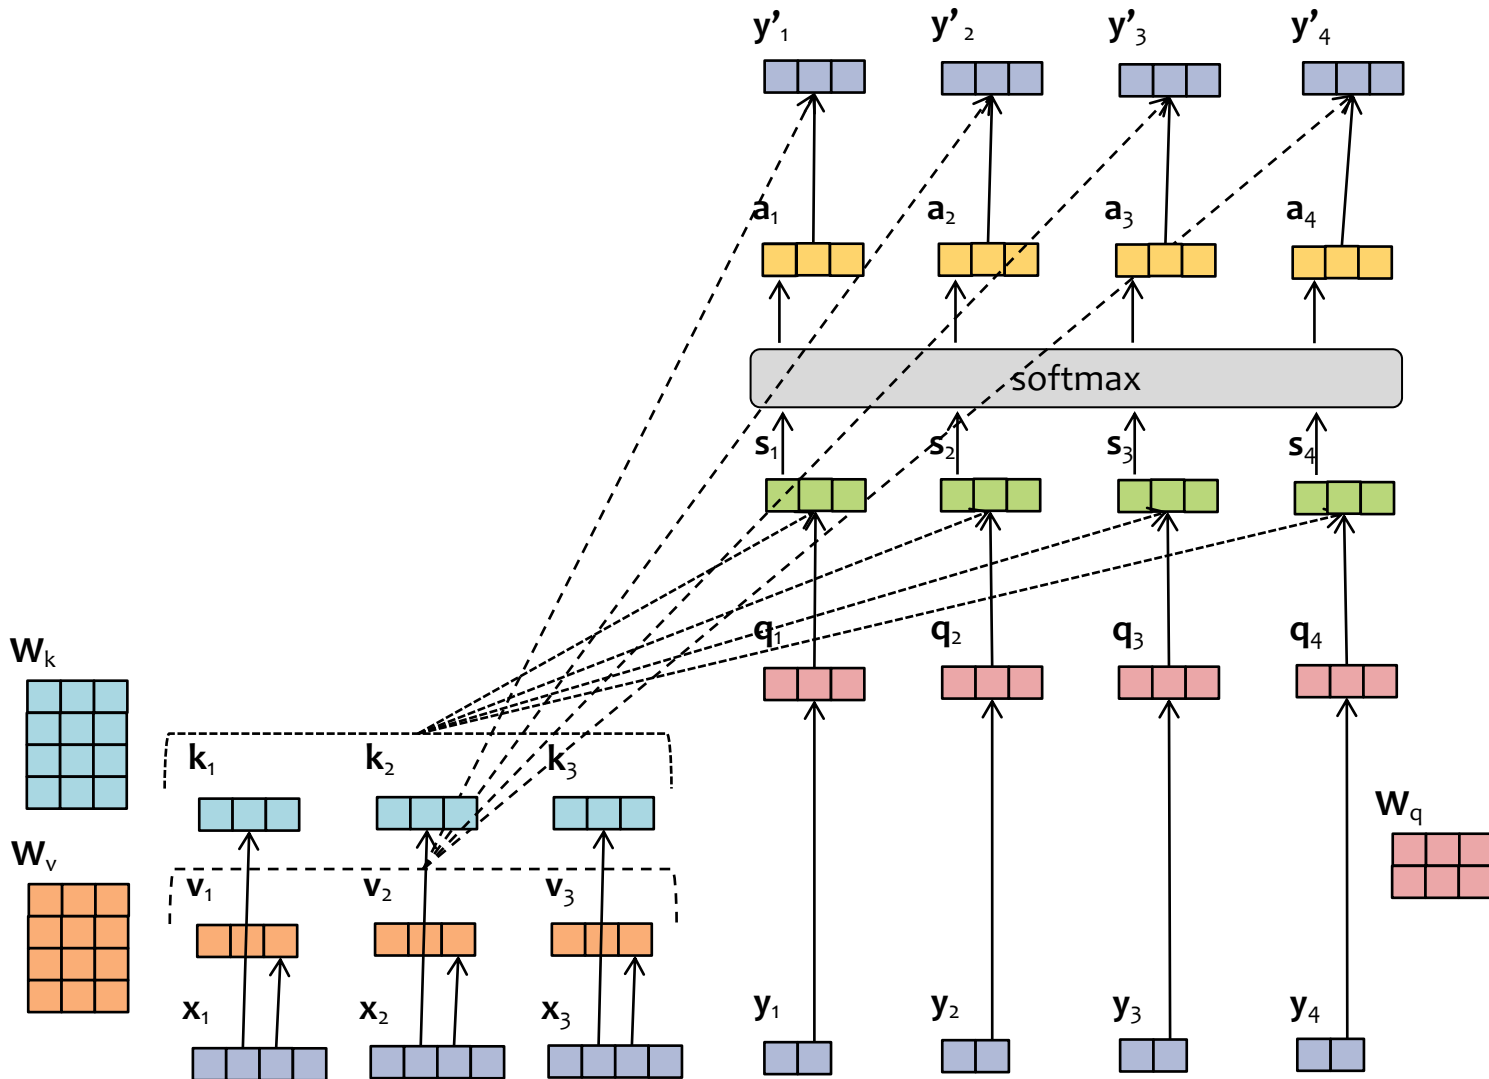 y'₁ y'₂ y'₃ y'₄
a₁ a₂ a₃ a₄
softmax
s₁ s₂ s₃ s₄
q₁ q₂ q₃ q₄
Wₖ
k₁ k₂ k₃
W_q
Wᵥ
v₁ v₂ v₃
x₁ x₂ x₃ y₁ y₂ y₃ y₄